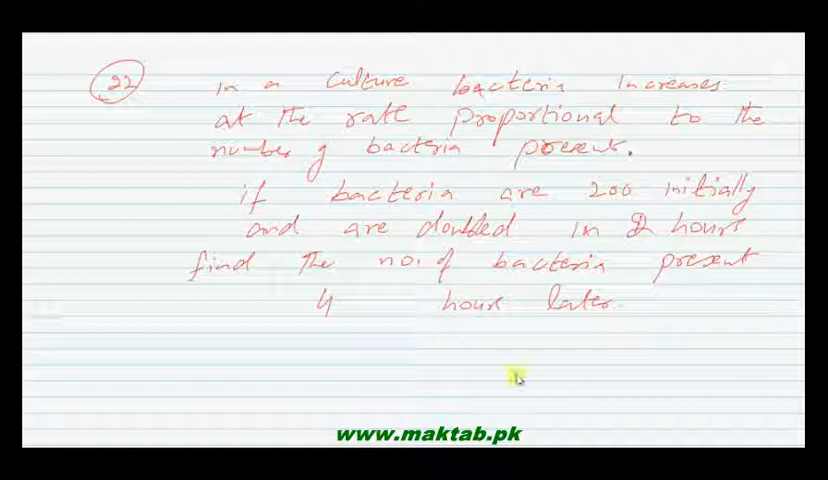 22 In a culture bacteria increases
at the rate proportional to the
number of bacteria present.
if bacteria are 200 initially
and are doubled in 2 hours
find the no. of bacteria present
4 hour later.
www.maktab.pk